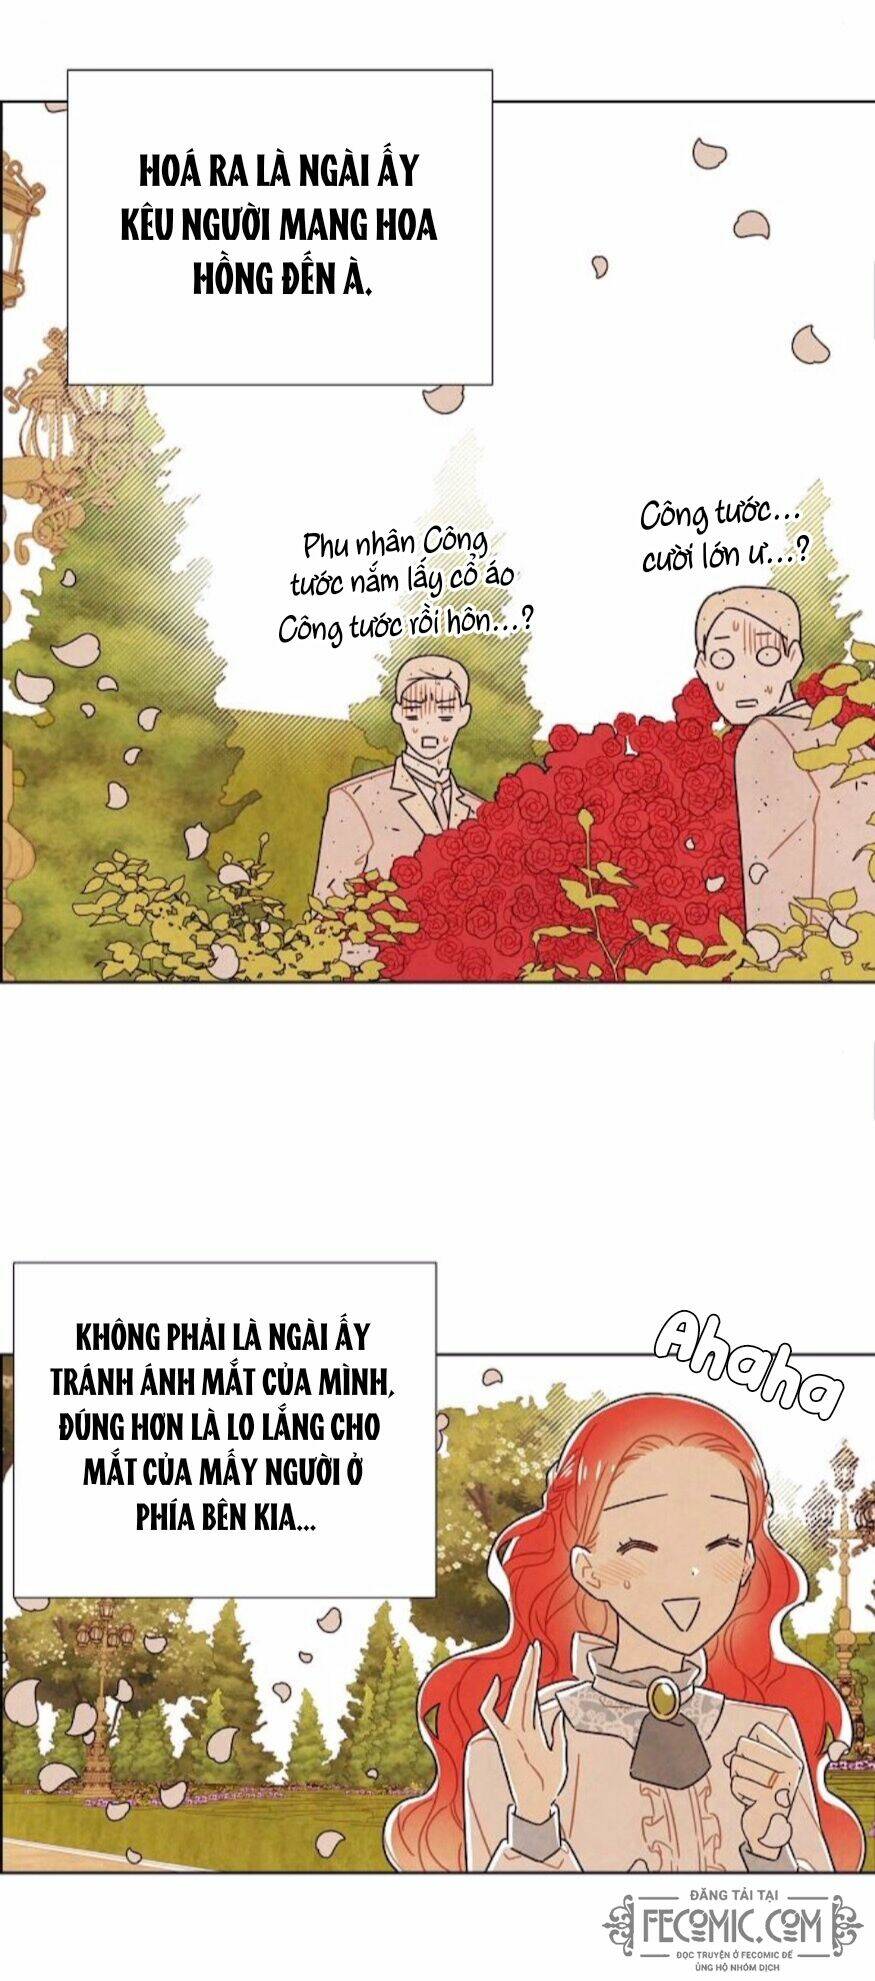 HOÁ RA LÀ NGÀI ẤY
KÊU NGƯỜI MANG HOA
HỒNG ĐẾN À.
Công tước...
cười lớn ư...?
Phu nhân Công
tước nắm lấy cổ áo
Công tước rồi hôn...?
KHÔNG PHẢI LÀ NGÀI ẤY
TRÁNH ÁNH MẮT CỦA MÌNH,
ĐÚNG HƠN LÀ LO LẮNG CHO
MẮT CỦA MẤY NGƯỜI Ở
PHÍA BÊN KIA...
Ahaha
ĐĂNG TẢI TẠI
FECOMIC.COM
ĐỌC TRUYỆN Ở FECOMIC ĐỂ
ỦNG HỘ NHÓM DỊCH